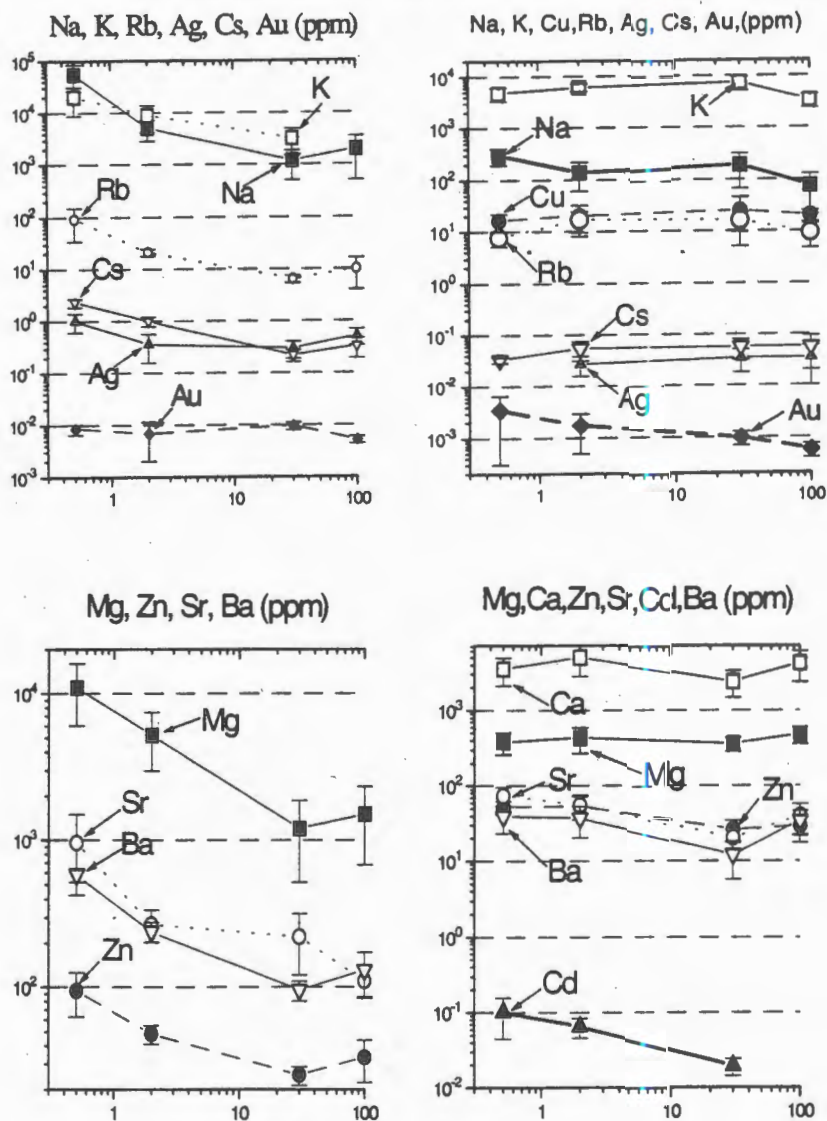 Na, K, Rb, Ag, Cs, Au (ppm)
10^5
10^4
10^3
10^2
10^1
10^0
10^-1
10^-2
10^-3
K
Na
Rb
Cs
Ag
Au
1 10 100
Na, K, Cu,Rb, Ag, Cs, Au,(ppm)
10^4
10^3
10^2
10^1
10^0
10^-1
10^-2
10^-3
K
Na
Cu
Rb
Cs
Ag
Au
1 10 100
Mg, Zn, Sr, Ba (ppm)
10^4
10^3
10^2
Mg
Sr
Ba
Zn
1 10 100
Mg,Ca,Zn,Sr,Cd,Ba (ppm)
10^3
10^2
10^1
10^0
10^-1
10^-2
Ca
Mg
Sr
Zn
Ba
Cd
1 10 100